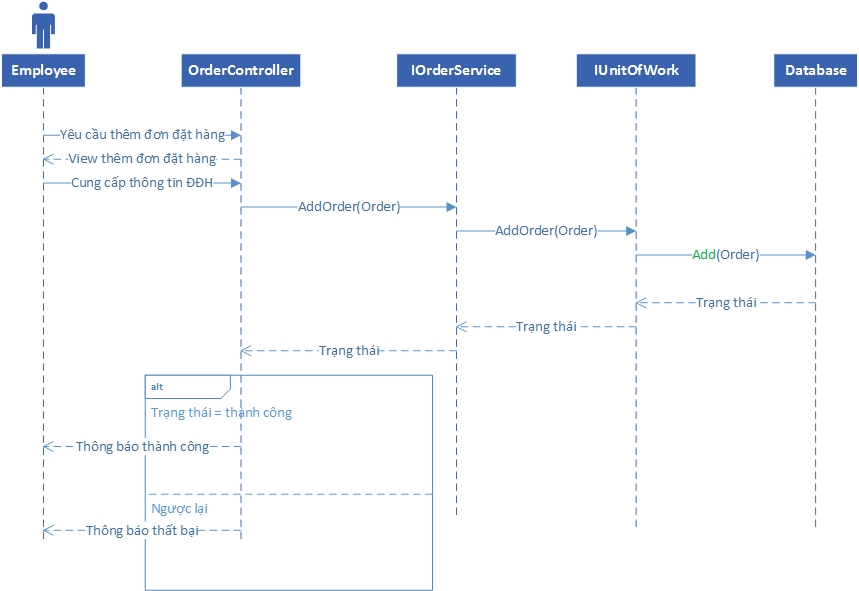 Employee
OrderController
IOrderService
IUnitOfWork
Database
Yêu cầu thêm đơn đặt hàng
View thêm đơn đặt hàng
Cung cấp thông tin ĐĐH
AddOrder(Order)
AddOrder(Order)
Add(Order)
Trạng thái
Trạng thái
Trạng thái
alt
Trạng thái = thành công
Thông báo thành công
Ngược lại
Thông báo thất bại